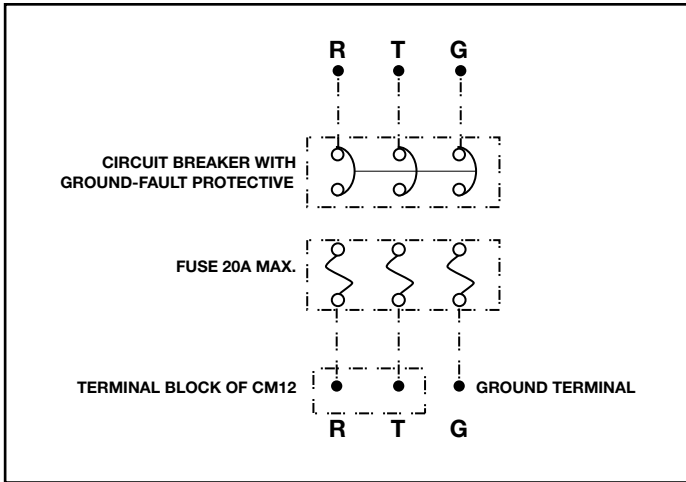 R T G
CIRCUIT BREAKER WITH
GROUND-FAULT PROTECTIVE
FUSE 20A MAX.
TERMINAL BLOCK OF CM12 GROUND TERMINAL
R T G